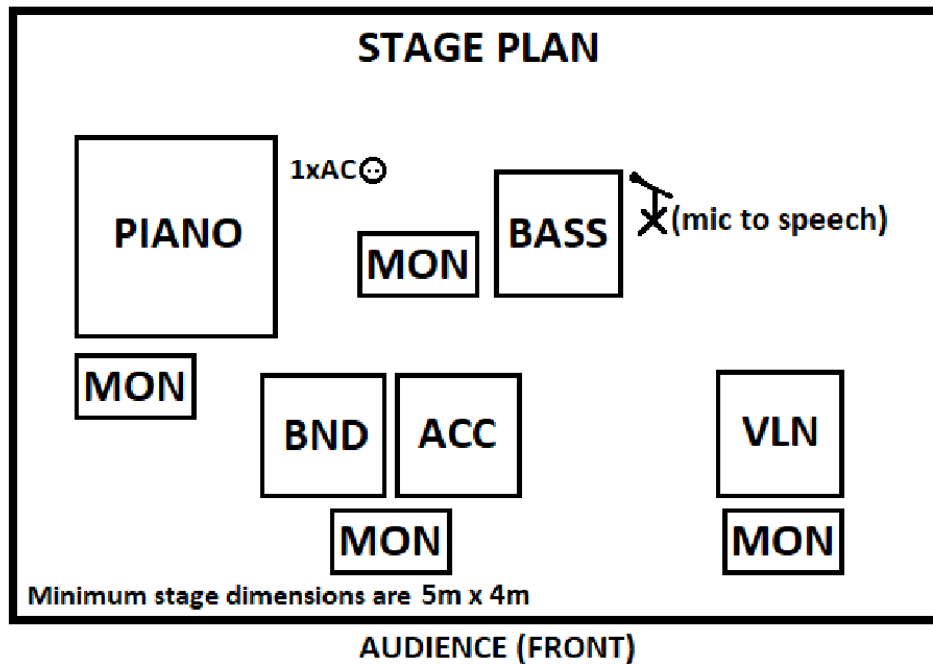 STAGE PLAN
1xAC
PIANO
BASS
(mic to speech)
MON
MON
BND
ACC
VLN
MON
MON
Minimum stage dimensions are 5m x 4m
AUDIENCE (FRONT)